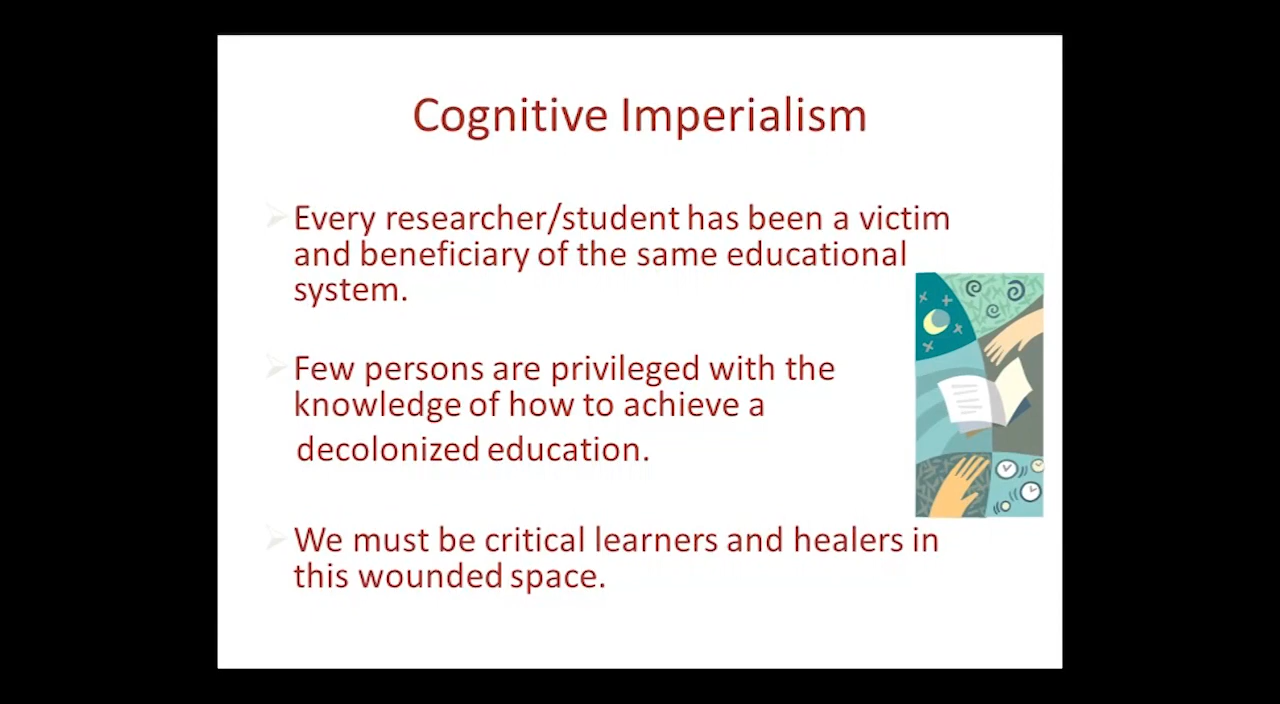 Cognitive Imperialism
Every researcher/student has been a victim
and beneficiary of the same educational
system.
Few persons are privileged with the
knowledge of how to achieve a
decolonized education.
We must be critical learners and healers in
this wounded space.